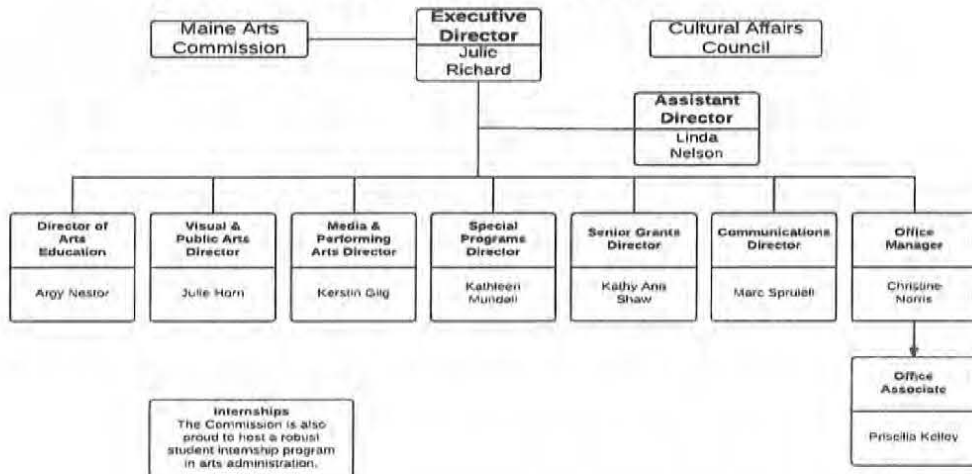 Maine Arts
Commission
Executive
Director
Julie
Richard
Cultural Affairs
Council
Assistant
Director
Linda
Nelson
Director of
Arts
Education
Argy Nestor
Visual &
Public Arts
Director
Julie Horn
Media &
Performing
Arts Director
Kerstin Gilg
Special
Programs
Director
Kathleen
Mundell
Senior Grants
Director
Kathy Ann
Shaw
Communications
Director
Marc
Office
Manager
Christine
Norris
Office
Associate
Priscilla Kelley
Internships
The Commission is also
proud to host a robust
student internship program
in arts administration.